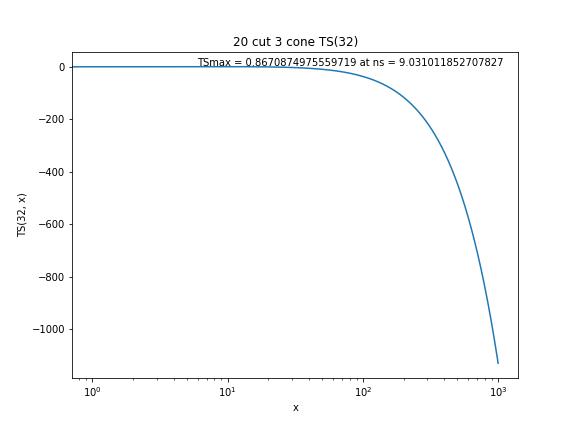 20 cut 3 cone TS(32)
TSmax = 0.8670874975559719 at ns = 9.031011852707827
TS(32, x)
0
−200
−400
−600
−800
−1000
10⁰
10¹
10²
10³
x